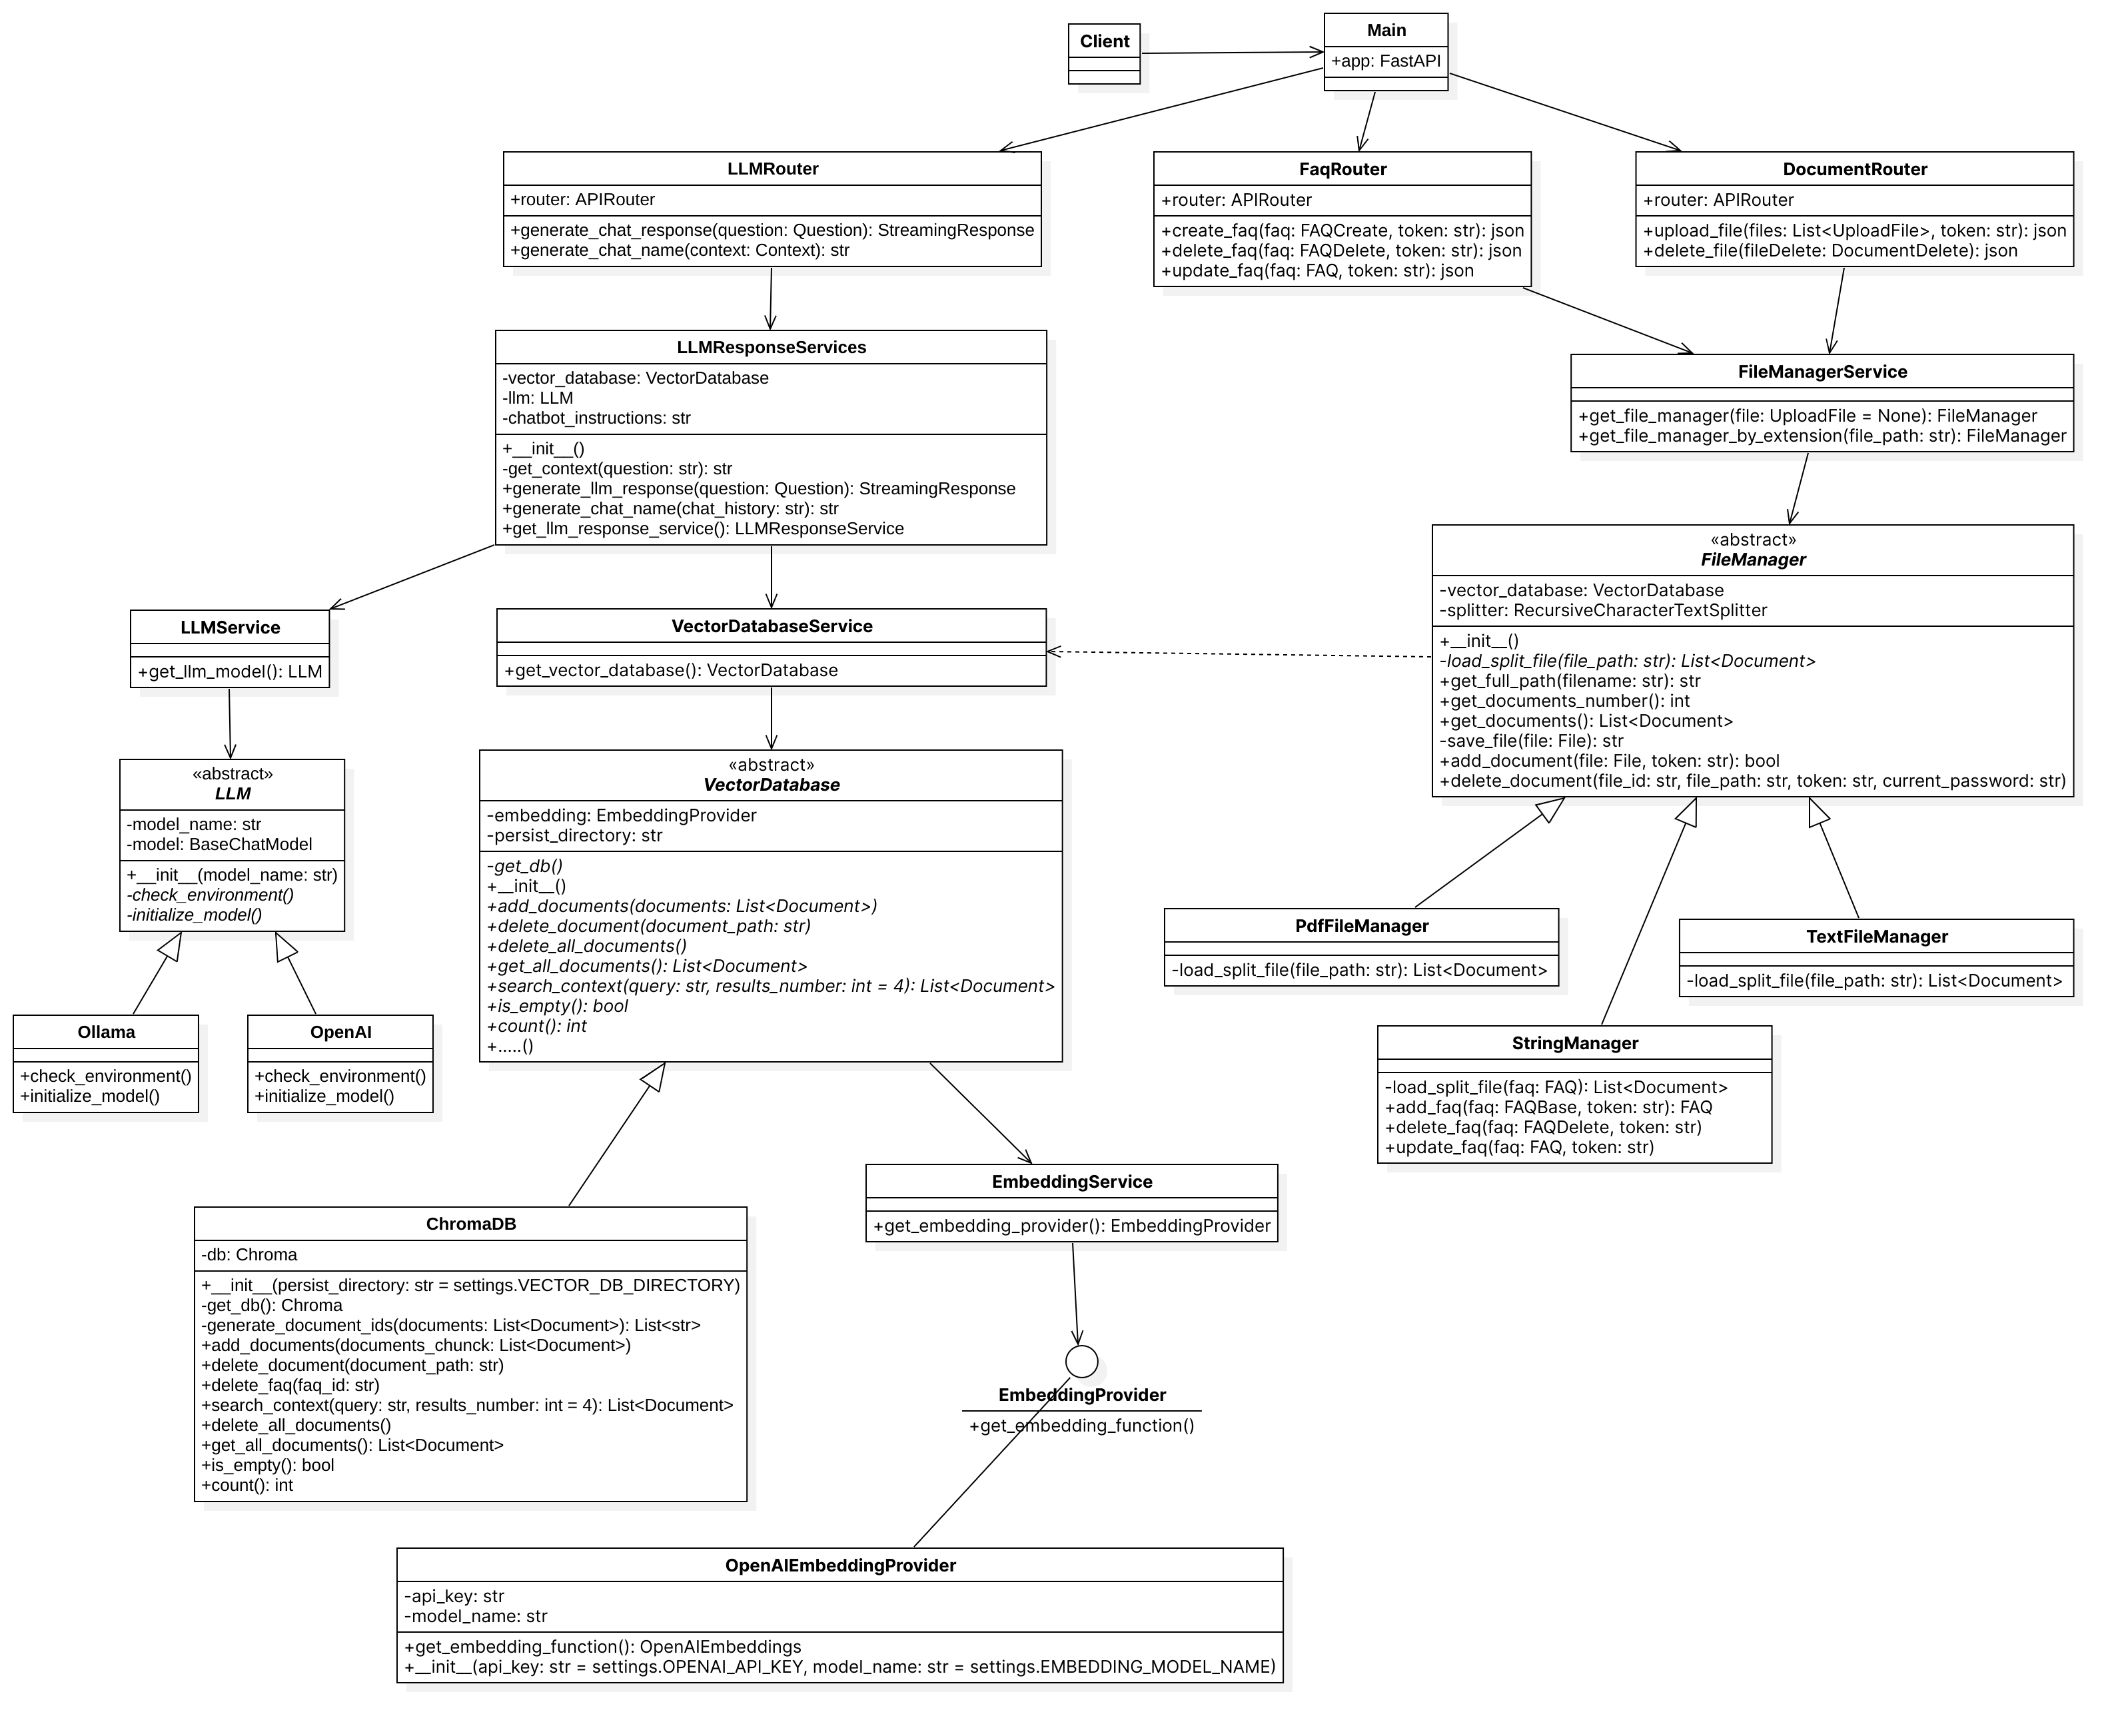 Client
Main
+app: FastAPI
LLMRouter
+router: APIRouter
+generate_chat_response(question: Question): StreamingResponse
+generate_chat_name(context: Context): str
FaqRouter
+router: APIRouter
+create_faq(faq: FAQCreate, token: str): json
+delete_faq(faq: FAQDelete, token: str): json
+update_faq(faq: FAQ, token: str): json
DocumentRouter
+router: APIRouter
+upload_file(files: List<UploadFile>, token: str): json
+delete_file(fileDelete: DocumentDelete): json
LLMResponseServices
-vector_database: VectorDatabase
-llm: LLM
-chatbot_instructions: str
+__init__()
-get_context(question: str): str
+generate_llm_response(question: Question): StreamingResponse
+generate_chat_name(chat_history: str): str
+get_llm_response_service(): LLMResponseService
FileManagerService
+get_file_manager(file: UploadFile = None): FileManager
+get_file_manager_by_extension(file_path: str): FileManager
«abstract»
FileManager
-vector_database: VectorDatabase
-splitter: RecursiveCharacterTextSplitter
+__init__()
-load_split_file(file_path: str): List<Document>
+get_full_path(filename: str): str
+get_documents_number(): int
+get_documents(): List<Document>
-save_file(file: File): str
+add_document(file: File, token: str): bool
+delete_document(file_id: str, file_path: str, token: str, current_password: str)
LLMService
+get_llm_model(): LLM
VectorDatabaseService
+get_vector_database(): VectorDatabase
«abstract»
LLM
-model_name: str
-model: BaseChatModel
+__init__(model_name: str)
-check_environment()
-initialize_model()
«abstract»
VectorDatabase
-embedding: EmbeddingProvider
-persist_directory: str
-get_db()
+__init__()
+add_documents(documents: List<Document>)
+delete_document(document_path: str)
+delete_all_documents()
+get_all_documents(): List<Document>
+search_context(query: str, results_number: int = 4): List<Document>
+is_empty(): bool
+count(): int
+.....()
PdfFileManager
-load_split_file(file_path: str): List<Document>
TextFileManager
-load_split_file(file_path: str): List<Document>
Ollama
+check_environment()
+initialize_model()
OpenAI
+check_environment()
+initialize_model()
StringManager
-load_split_file(faq: FAQ): List<Document>
+add_faq(faq: FAQBase, token: str): FAQ
+delete_faq(faq: FAQDelete, token: str)
+update_faq(faq: FAQ, token: str)
EmbeddingService
+get_embedding_provider(): EmbeddingProvider
ChromaDB
-db: Chroma
+__init__(persist_directory: str = settings.VECTOR_DB_DIRECTORY)
-get_db(): Chroma
-generate_document_ids(documents: List<Document>): List<str>
+add_documents(documents_chunck: List<Document>)
+delete_document(document_path: str)
+delete_faq(faq_id: str)
+search_context(query: str, results_number: int = 4): List<Document>
+delete_all_documents()
+get_all_documents(): List<Document>
+is_empty(): bool
+count(): int
EmbeddingProvider
+get_embedding_function()
OpenAIEmbeddingProvider
-api_key: str
-model_name: str
+get_embedding_function(): OpenAIEmbeddings
+__init__(api_key: str = settings.OPENAI_API_KEY, model_name: str = settings.EMBEDDING_MODEL_NAME)